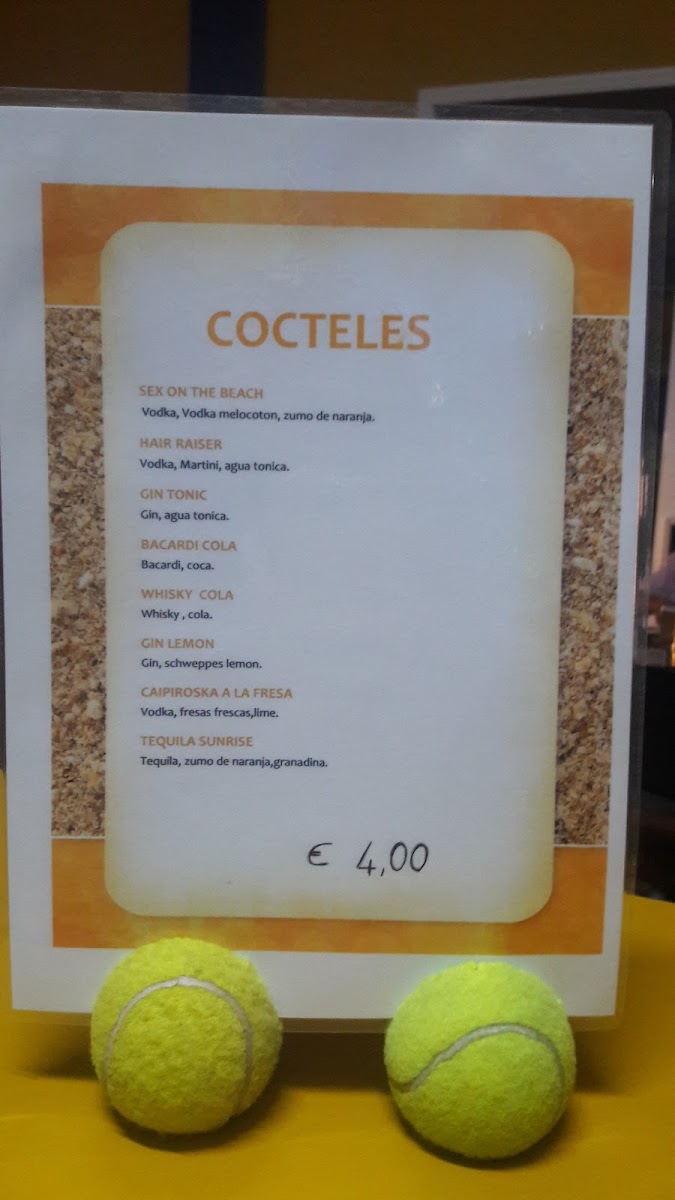 COCTELES
SEX ON THE BEACH
Vodka, Vodka melocoton, zumo de naranja.
HAIR RAISER
Vodka, Martini, agua tonica.
GIN TONIC
Gin, agua tonica.
BACARDI COLA
Bacardi, coca.
WHISKY COLA
Whisky , cola.
GIN LEMON
Gin, schweppes lemon.
CAIPIROSKA A LA FRESA
Vodka, fresas frescas,lime.
TEQUILA SUNRISE
Tequila, zumo de naranja,granadina.
€ 4,00